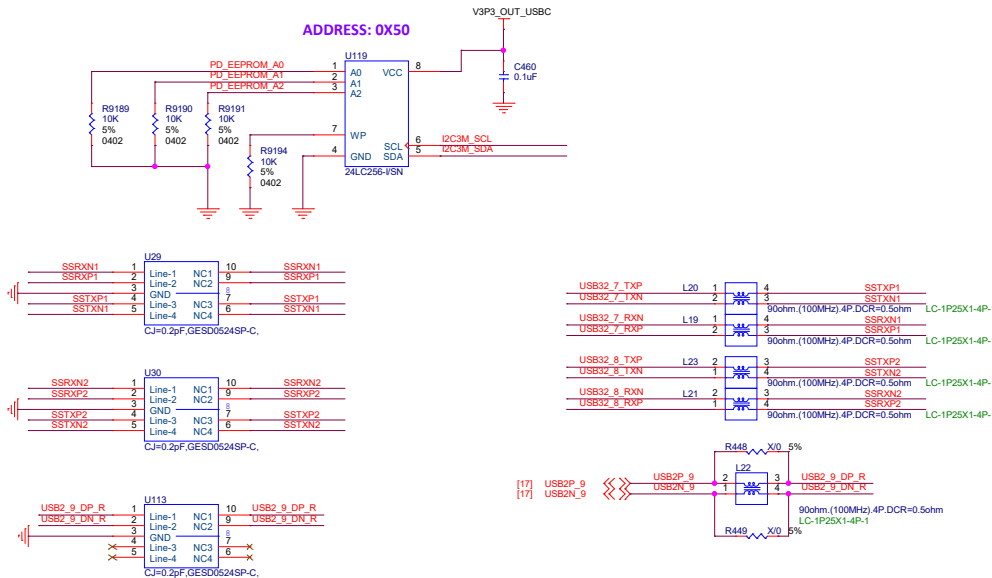 V3P3_OUT_USBC
ADDRESS: 0X50
U119
PD_EEPROM_A0 1 A0 VCC 8
PD_EEPROM_A1 2 A1
PD_EEPROM_A2 3 A2
C460
0.1uF
R9189
10K
5%
0402
R9190
10K
5%
0402
R9191
10K
5%
0402
7 WP
R9194
10K
5%
0402
SCL 6 I2C3M_SCL
4 GND SDA 5 I2C3M_SDA
24LC256-I/SN
U29
SSRXN1 1 Line-1 NC1 10 SSRXN1
SSRXP1 2 Line-2 NC2 9 SSRXP1
3 GND 8
SSTXP1 4 Line-3 NC3 7 SSTXP1
SSTXN1 5 Line-4 NC4 6 SSTXN1
CJ=0.2pF,GESD0524SP-C,
U30
SSRXN2 1 Line-1 NC1 10 SSRXN2
SSRXP2 2 Line-2 NC2 9 SSRXP2
3 GND 8
SSTXP2 4 Line-3 NC3 7 SSTXP2
SSTXN2 5 Line-4 NC4 6 SSTXN2
CJ=0.2pF,GESD0524SP-C,
U113
USB2_9_DP_R 1 Line-1 NC1 10 USB2_9_DP_R
USB2_9_DN_R 2 Line-2 NC2 9 USB2_9_DN_R
3 GND 8
4 Line-3 NC3 7
5 Line-4 NC4 6
CJ=0.2pF,GESD0524SP-C,
USB32_7_TXP L20 1 4 SSTXP1
USB32_7_TXN 2 3 SSTXN1
90ohm.(100MHz).4P.DCR=0.5ohm LC-1P25X1-4P-
USB32_7_RXN L19 1 4 SSRXN1
USB32_7_RXP 2 3 SSRXP1
90ohm.(100MHz).4P.DCR=0.5ohm LC-1P25X1-4P-
USB32_8_TXP L23 2 3 SSTXP2
USB32_8_TXN 1 4 SSTXN2
90ohm.(100MHz).4P.DCR=0.5ohm LC-1P25X1-4P-
USB32_8_RXN L21 2 3 SSRXN2
USB32_8_RXP 1 4 SSRXP2
90ohm.(100MHz).4P.DCR=0.5ohm LC-1P25X1-4P-
R448 X/0 5%
L22
[17] USB2P_9 USB2P_9 2 3 USB2_9_DP_R
[17] USB2N_9 USB2N_9 1 4 USB2_9_DN_R
90ohm.(100MHz).4P.DCR=0.5ohm
LC-1P25X1-4P-1
R449 X/0 5%